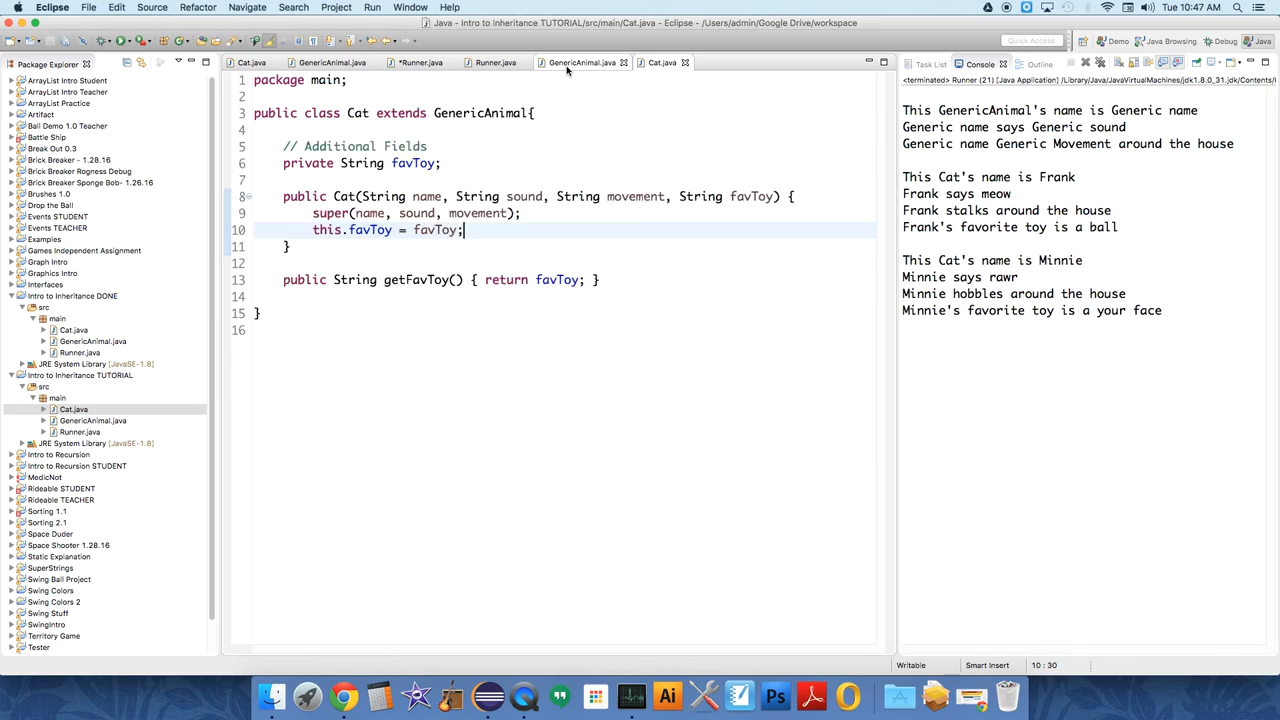 Eclipse File Edit Source Refactor Navigate Search Project Run Window Help
Tue 10:47 AM
Java - Intro to Inheritance TUTORIAL/src/main/Cat.java - Eclipse - /Users/admin/Google Drive/workspace
Quick Access Demo Java Browsing Debug Java
Package Explorer
ArrayList Intro Student
ArrayList Intro Teacher
ArrayList Practice
Artifact
Ball Demo 1.0 Teacher
Battle Ship
Break Out 0.3
Brick Breaker - 1.28.16
Brick Breaker Rogness Debug
Brick Breaker Sponge Bob- 1.26.16
Brushes 1.0
Drop the Ball
Events STUDENT
Events TEACHER
Examples
Games Independent Assignment
Graph Intro
Graphics Intro
Interfaces
Intro to Inheritance DONE
src
main
Cat.java
GenericAnimal.java
Runner.java
JRE System Library [JavaSE-1.8]
Intro to Inheritance TUTORIAL
src
main
Cat.java
GenericAnimal.java
Runner.java
JRE System Library [JavaSE-1.8]
Intro to Recursion
Intro to Recursion STUDENT
MedicNot
Rideable STUDENT
Rideable TEACHER
Sorting 1.1
Sorting 2.1
Space Duder
Space Shooter 1.28.16
Static Explanation
SuperStrings
Swing Ball Project
Swing Colors
Swing Colors 2
Swing Stuff
SwingIntro
Territory Game
Tester
Cat.java GenericAnimal.java *Runner.java Runner.java GenericAnimal.java Cat.java
1 package main;
2
3 public class Cat extends GenericAnimal{
4
5 // Additional Fields
6 private String favToy;
7
8 public Cat(String name, String sound, String movement, String favToy) {
9 super(name, sound, movement);
10 this.favToy = favToy;
11 }
12
13 public String getFavToy() { return favToy; }
14
15 }
16
Task List Console Outline
<terminated> Runner (21) [Java Application] /Library/Java/JavaVirtualMachines/jdk1.8.0_31.jdk/Contents/
This GenericAnimal's name is Generic name
Generic name says Generic sound
Generic name Generic Movement around the house
This Cat's name is Frank
Frank says meow
Frank stalks around the house
Frank's favorite toy is a ball
This Cat's name is Minnie
Minnie says rawr
Minnie hobbles around the house
Minnie's favorite toy is a your face
Writable Smart Insert 10 : 30
Ai Ps